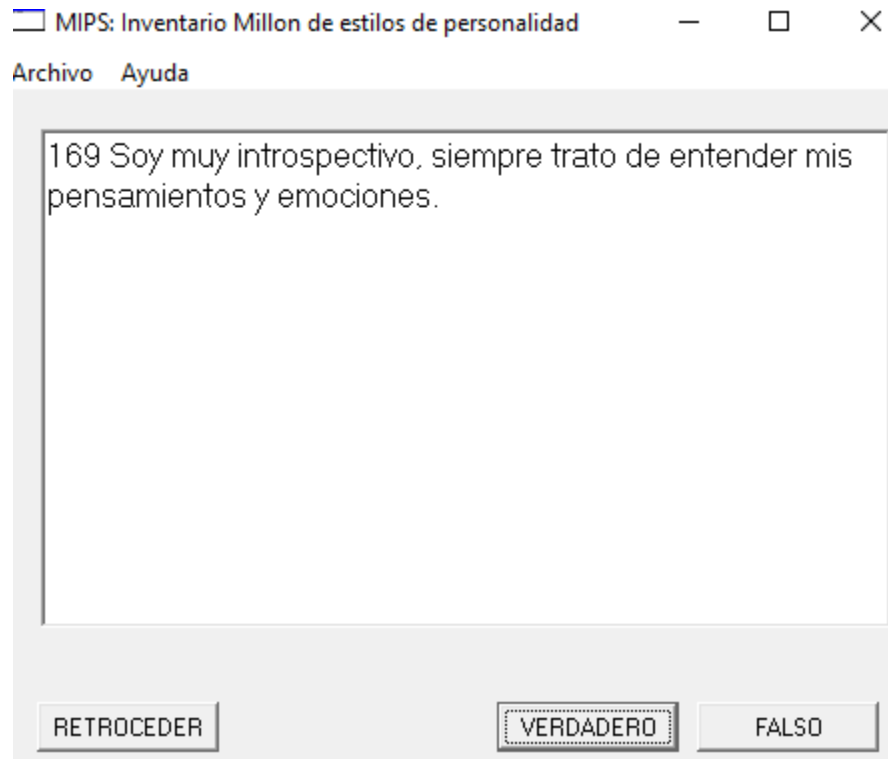 MIPS: Inventario Millon de estilos de personalidad
Archivo Ayuda
169 Soy muy introspectivo, siempre trato de entender mis
pensamientos y emociones.
RETROCEDER VERDADERO FALSO